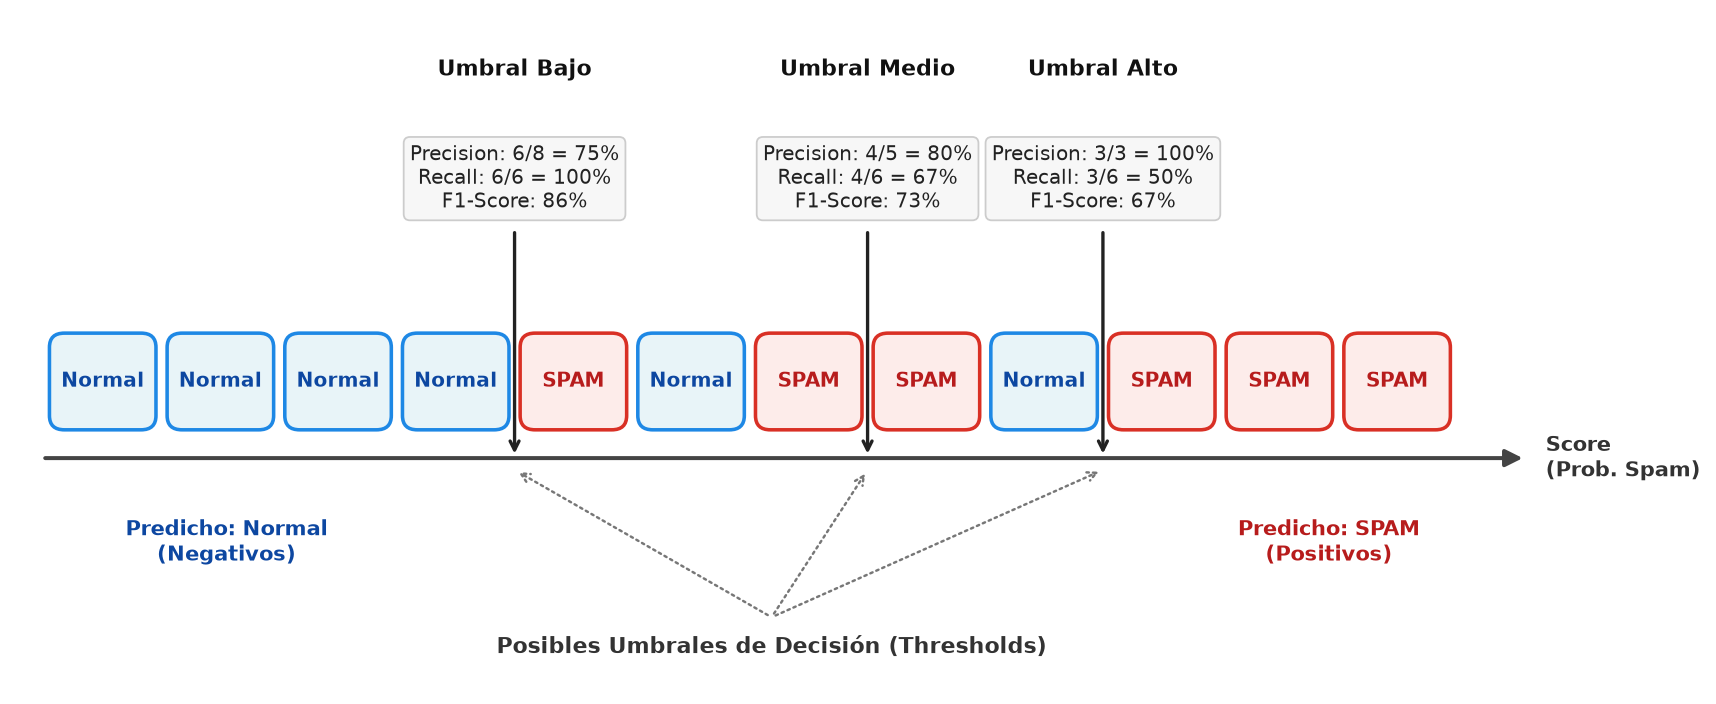 Umbral Bajo
Umbral Medio
Umbral Alto
Precision: 6/8 = 75%
Recall: 6/6 = 100%
F1-Score: 86%
Precision: 4/5 = 80%
Recall: 4/6 = 67%
F1-Score: 73%
Precision: 3/3 = 100%
Recall: 3/6 = 50%
F1-Score: 67%
Normal
Normal
Normal
Normal
SPAM
Normal
SPAM
SPAM
Normal
SPAM
SPAM
SPAM
Score
(Prob. Spam)
Predicho: Normal
(Negativos)
Predicho: SPAM
(Positivos)
Posibles Umbrales de Decisión (Thresholds)